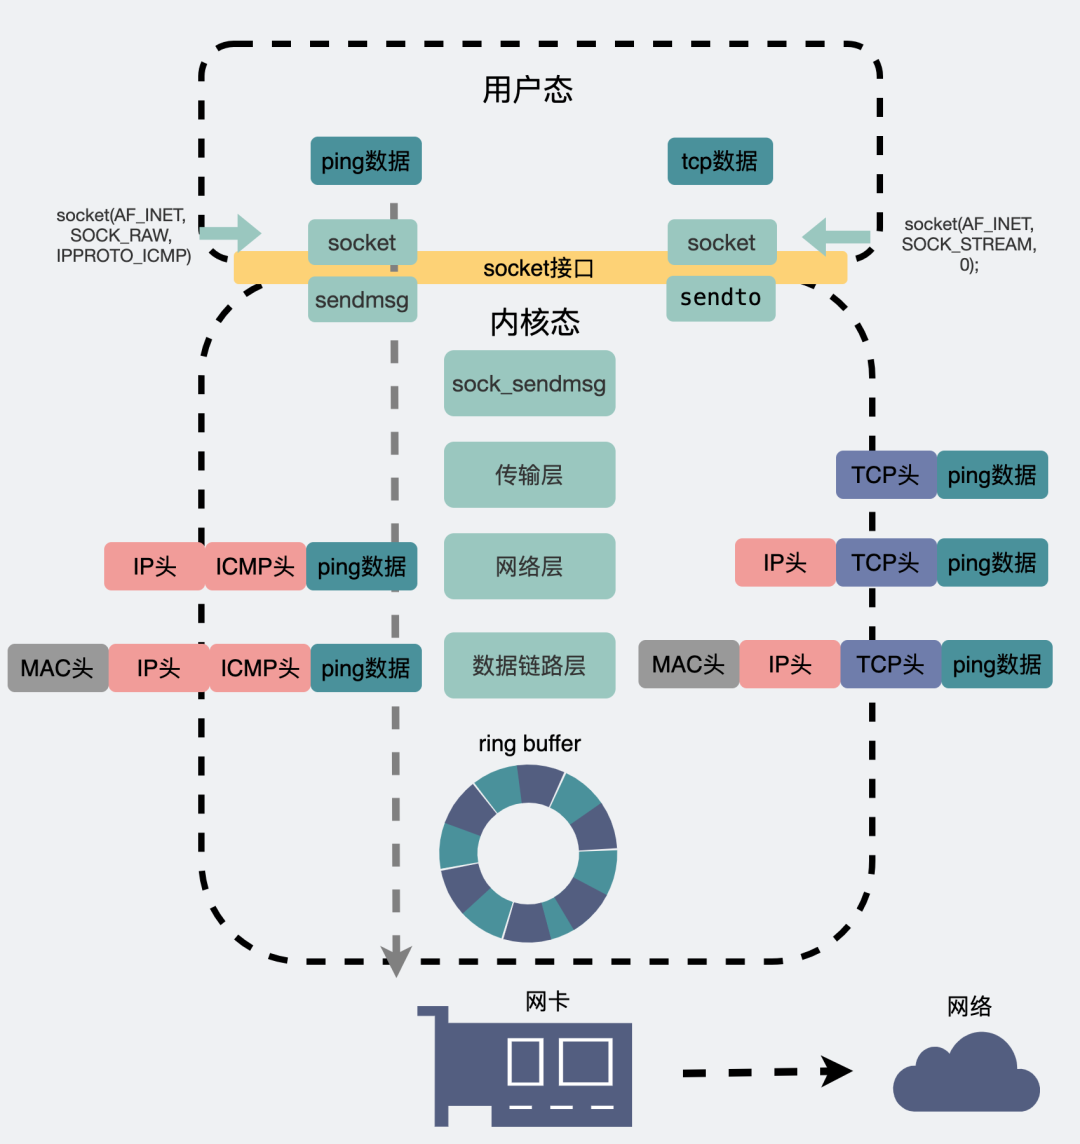 用户态
ping数据
tcp数据
socket(AF_INET,
SOCK_RAW,
IPPROTO_ICMP)
socket
socket
socket(AF_INET,
SOCK_STREAM,
0);
socket接口
sendmsg
sendto
内核态
sock_sendmsg
传输层
TCP头 ping数据
IP头 ICMP头 ping数据
网络层
IP头 TCP头 ping数据
MAC头 IP头 ICMP头 ping数据
数据链路层
MAC头 IP头 TCP头 ping数据
ring buffer
网卡
网络